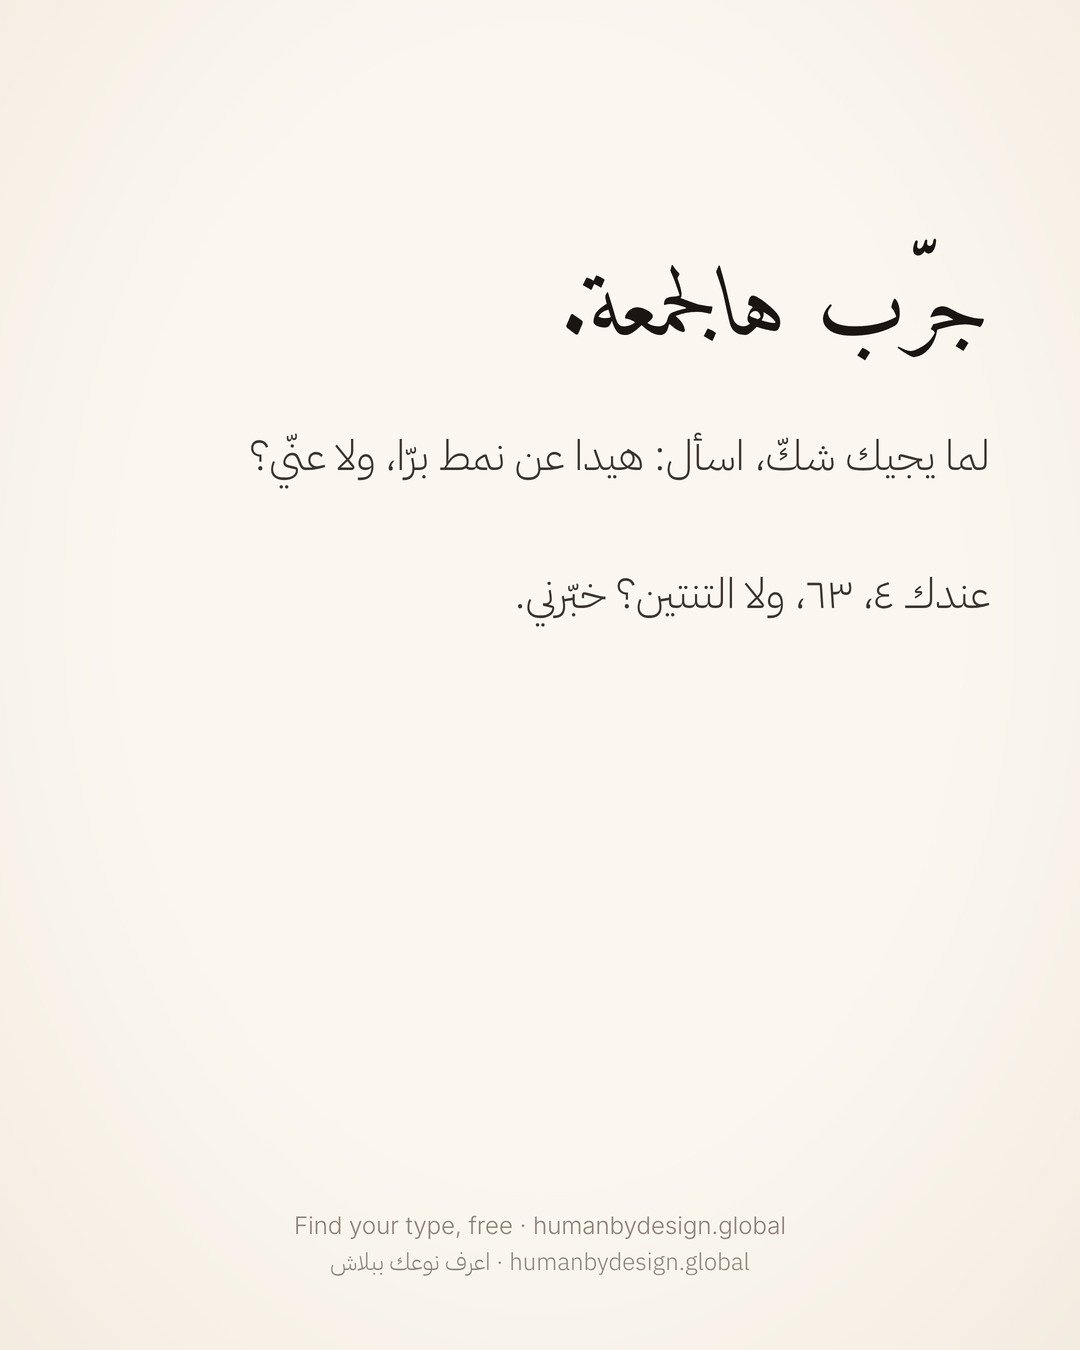 جرّب هالجمعة.
لما يجيك شكّ، اسأل: هيدا عن نمط برّا، ولا عنّي؟
عندك ٤، ٦٣، ولا التنتين؟ خبّرني.
Find your type, free · humanbydesign.global
اعرف نوعك ببلاش · humanbydesign.global